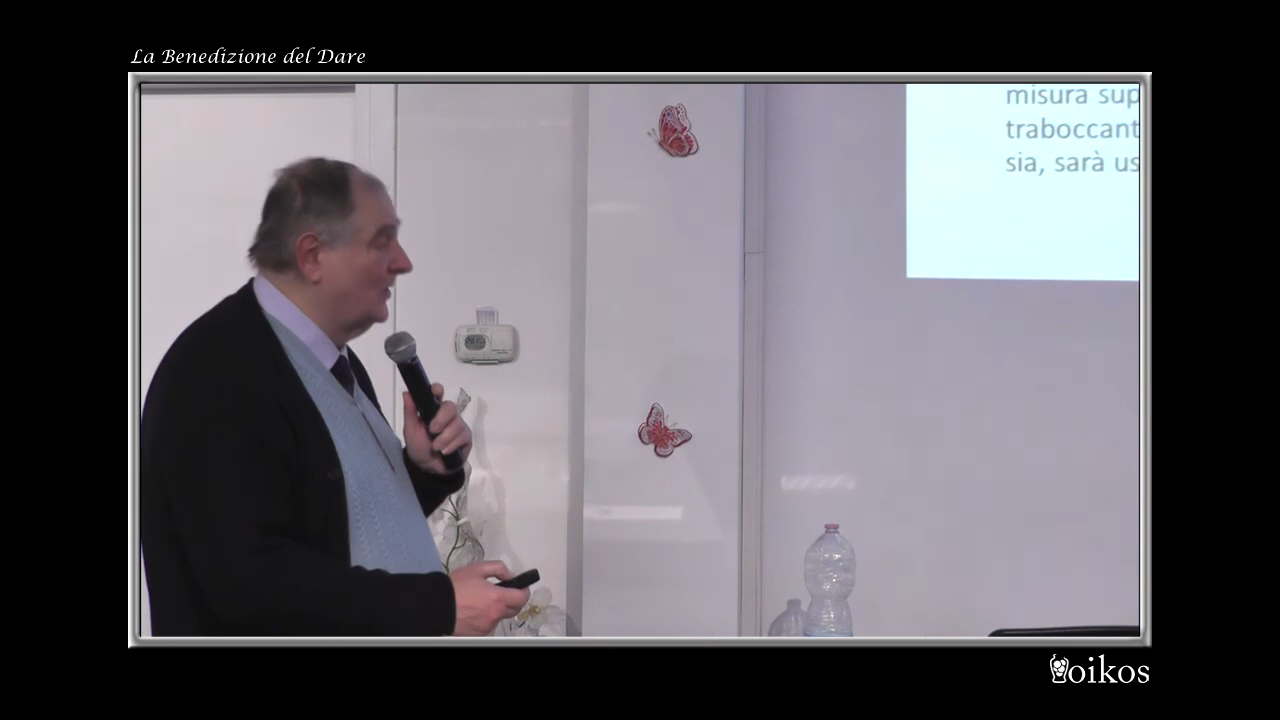 La Benedizione del Dare
misura sup
traboccant
sia, sarà us
oikos